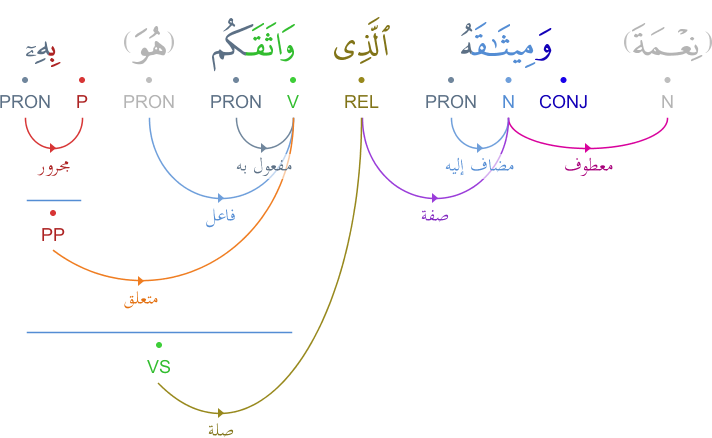 (نِعْمَةَ) وَمِيثَٰقَهُ ٱلَّذِى وَاثَقَكُم (هُوَ) بِهِۦٓ
PRON P PRON PRON V REL PRON N CONJ N
مجرور مفعول به مضاف إليه معطوف
فاعل صفة
PP
متعلق
VS
صلة